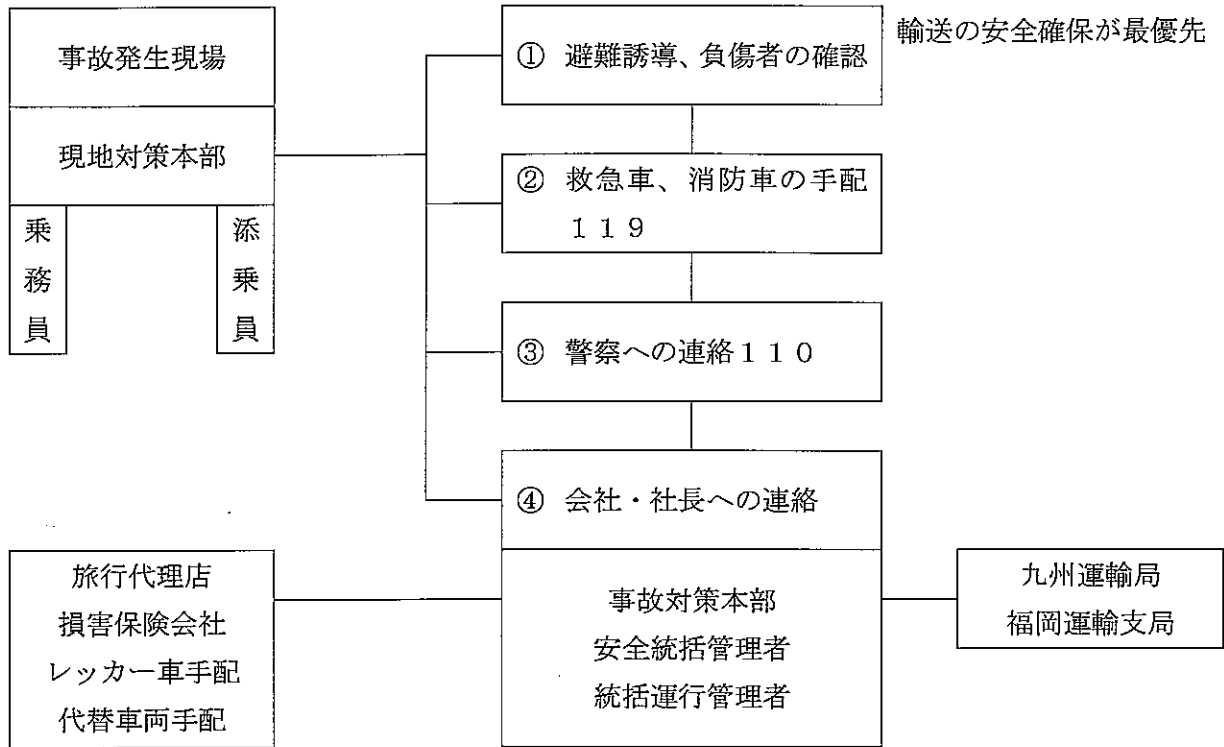 事故発生現場
現地対策本部
乗務員
添乗員
① 避難誘導、負傷者の確認
輸送の安全確保が最優先
② 救急車、消防車の手配
１１９
③ 警察への連絡１１０
④ 会社・社長への連絡
事故対策本部
安全統括管理者
統括運行管理者
旅行代理店
損害保険会社
レッカー車手配
代替車両手配
九州運輸局
福岡運輸支局